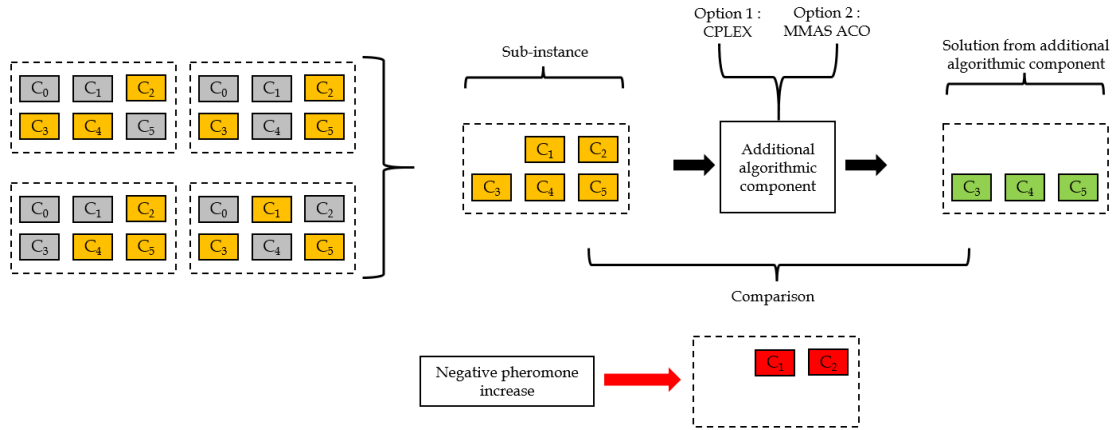 Option 1 :
CPLEX
Option 2 :
MMAS ACO
Sub-instance
Solution from additional
algorithmic component
C0 C1 C2
C3 C4 C5
C0 C1 C2
C3 C4 C5
C0 C1 C2
C3 C4 C5
C0 C1 C2
C3 C4 C5
C1 C2
C3 C4 C5
Additional
algorithmic
component
C3 C4 C5
Comparison
Negative pheromone
increase
C1 C2